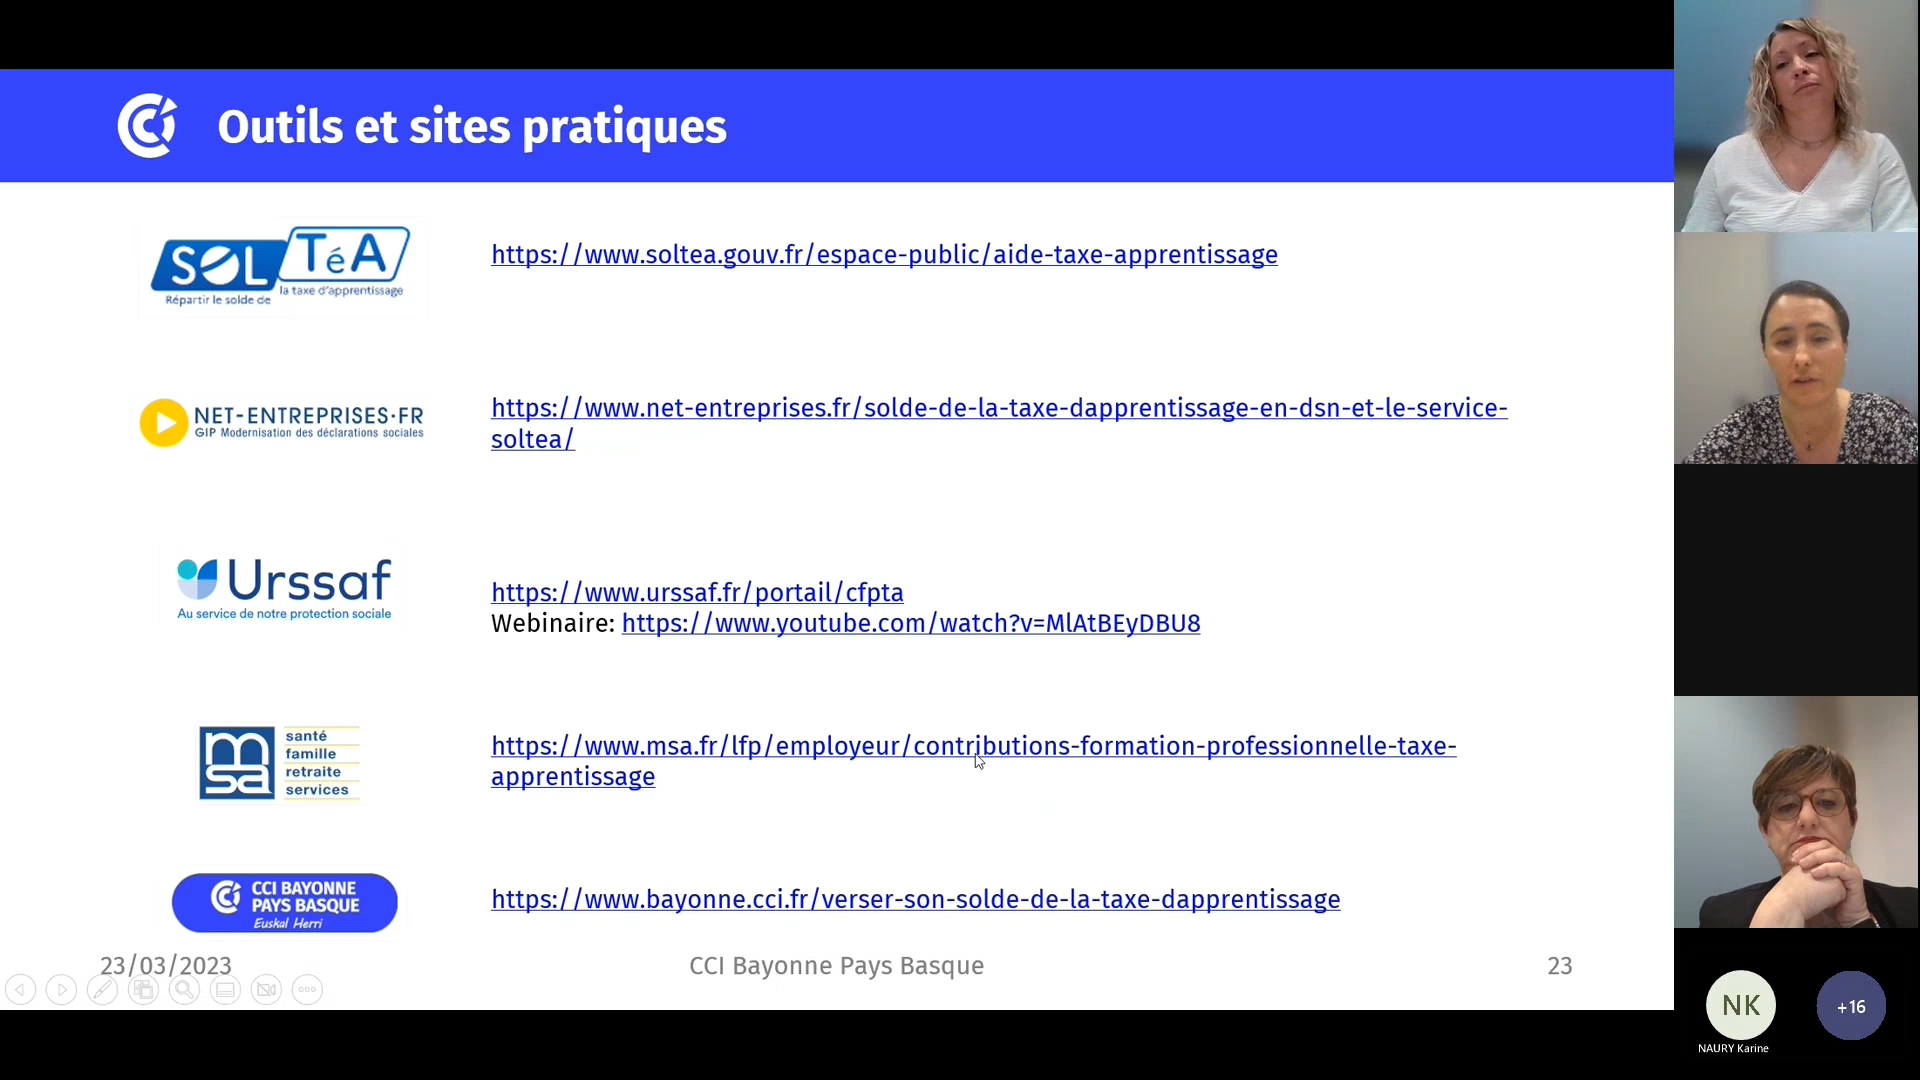 Outils et sites pratiques
SOLTéA
Répartir le solde de la taxe d'apprentissage
https://www.soltea.gouv.fr/espace-public/aide-taxe-apprentissage
NET-ENTREPRISES.FR
GIP Modernisation des déclarations sociales
https://www.net-entreprises.fr/solde-de-la-taxe-dapprentissage-en-dsn-et-le-service-
soltea/
Urssaf
Au service de notre protection sociale
https://www.urssaf.fr/portail/cfpta
Webinaire: https://www.youtube.com/watch?v=MlAtBEyDBU8
msa
santé
famille
retraite
services
https://www.msa.fr/lfp/employeur/contributions-formation-professionnelle-taxe-
apprentissage
CCI BAYONNE
PAYS BASQUE
Euskal Herri
https://www.bayonne.cci.fr/verser-son-solde-de-la-taxe-dapprentissage
23/03/2023
CCI Bayonne Pays Basque
23
NK
NAURY Karine
+16